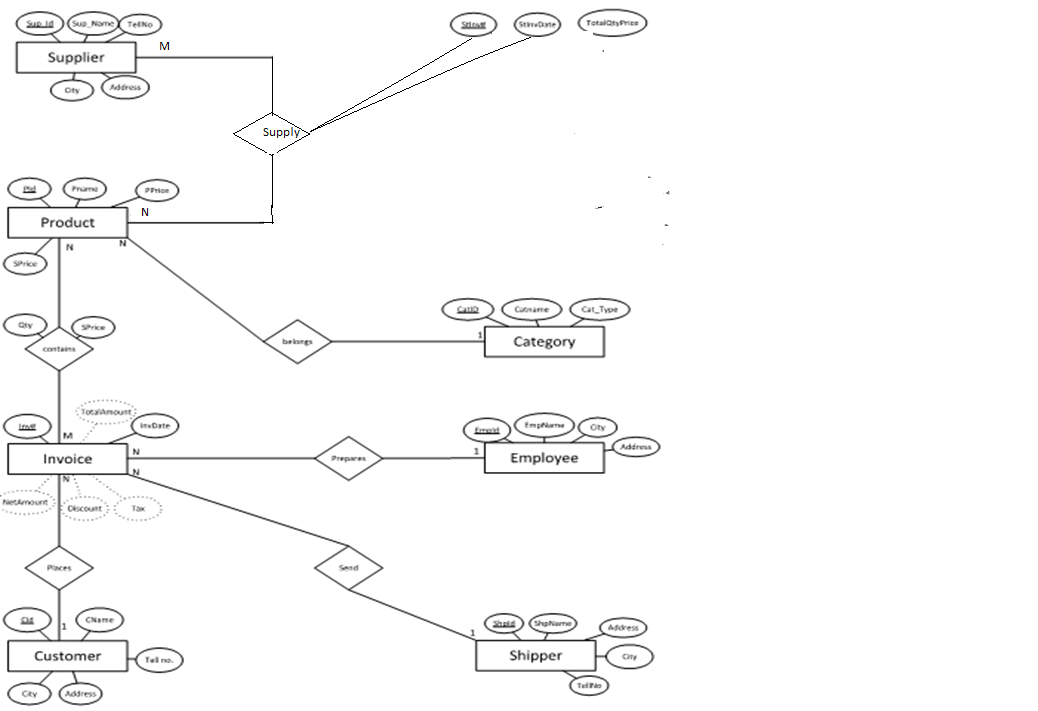 Sup_Id
Sup_Name
TellNo
StInv#
StInvDate
TotalQtyPrice
M
Supplier
City
Address
Supply
PId
Pname
PPrice
N
Product
N
N
SPrice
CatID
Catname
Cat_Type
Qty
SPrice
1
Category
contains
belongs
TotalAmount
Inv#
InvDate
EmpId
EmpName
City
Address
M
Invoice
N
Prepares
1
Employee
N
N
NetAmount
Discount
Tax
Places
Send
CId
CName
1
ShpId
ShpName
Address
1
Customer
Tell no.
Shipper
City
City
Address
TellNo